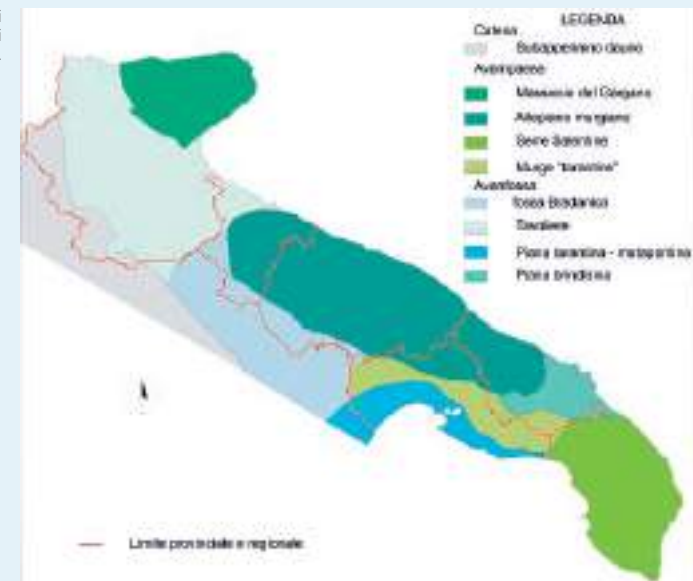 LEGENDA
Catena
Subappennino dauno
Avampaese
Massiccio del Gargano
Altopiano murgiano
Serre Salentine
Murge "tarantine"
Avanfossa
fossa Bradanica
Tavoliere
Piana tarantina - metapontina
Piana brindisina
Limite provinciale e regionale